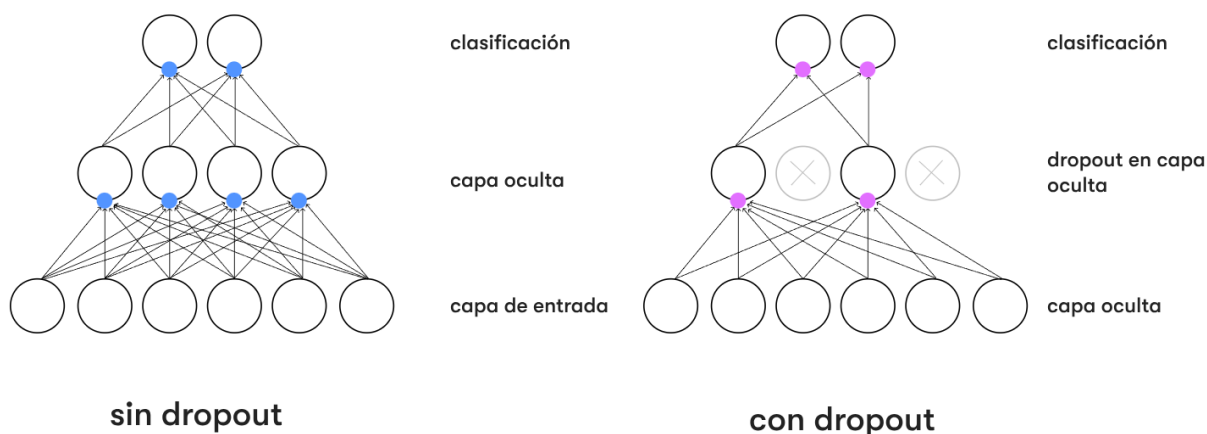 clasificación
capa oculta
capa de entrada
sin dropout
clasificación
dropout en capa
oculta
capa oculta
con dropout